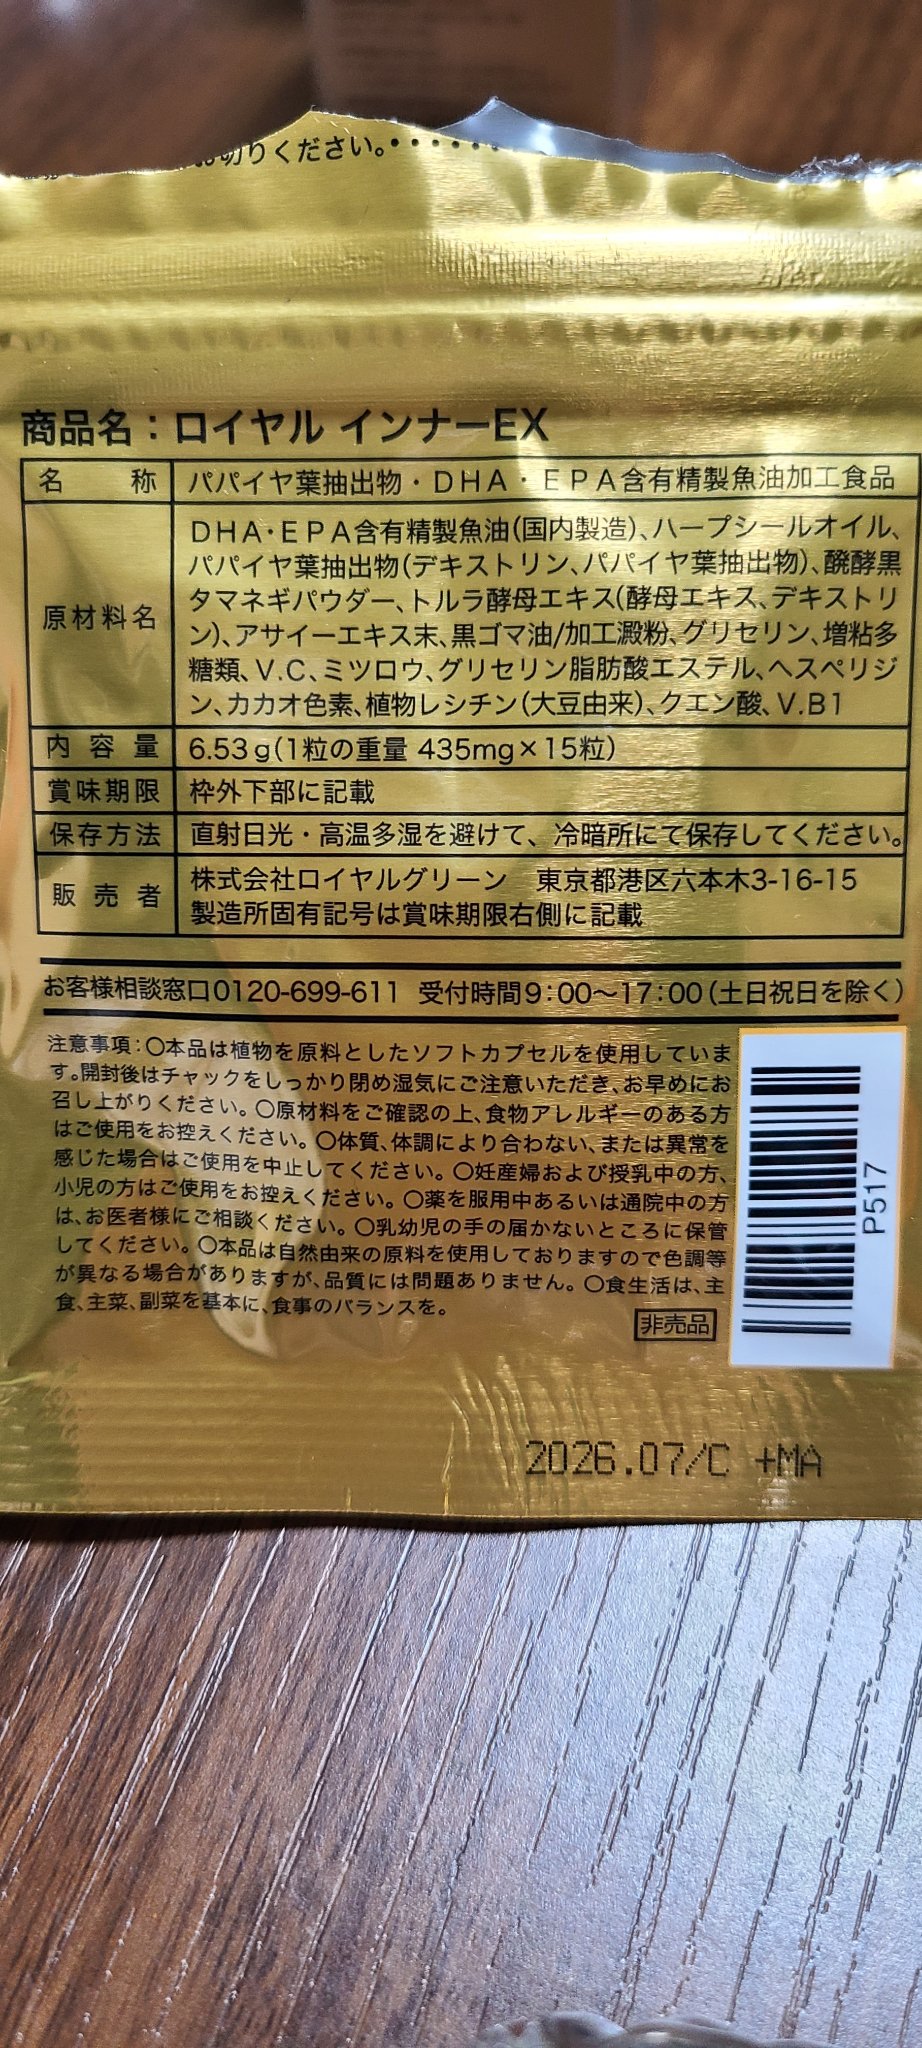 お切りください。・・・・・・
商品名：ロイヤル インナーEX
名 称 パパイヤ葉抽出物・DHA・EPA含有精製魚油加工食品
原材料名 DHA・EPA含有精製魚油(国内製造)、ハープシールオイル、
パパイヤ葉抽出物(デキストリン、パパイヤ葉抽出物)、醗酵黒
タマネギパウダー、トルラ酵母エキス(酵母エキス、デキストリ
ン)、アサイーエキス末、黒ゴマ油/加工澱粉、グリセリン、増粘多
糖類、V.C、ミツロウ、グリセリン脂肪酸エステル、ヘスペリジ
ン、カカオ色素、植物レシチン(大豆由来)、クエン酸、V.B1
内容量 6.53g(1粒の重量 435mg×15粒)
賞味期限 枠外下部に記載
保存方法 直射日光・高温多湿を避けて、冷暗所にて保存してください。
販売者 株式会社ロイヤルグリーン 東京都港区六本木3-16-15
製造所固有記号は賞味期限右側に記載
お客様相談窓口0120-699-611 受付時間9:00〜17:00(土日祝日を除く)
注意事項:〇本品は植物を原料としたソフトカプセルを使用していま
す。開封後はチャックをしっかり閉め湿気にご注意いただき、お早めにお
召し上がりください。〇原材料をご確認の上、食物アレルギーのある方
はご使用をお控えください。〇体質、体調により合わない、または異常を
感じた場合はご使用を中止してください。〇妊産婦および授乳中の方、
小児の方はご使用をお控えください。〇薬を服用中あるいは通院中の方
は、お医者様にご相談ください。〇乳幼児の手の届かないところに保管
してください。〇本品は自然由来の原料を使用しておりますので色調等
が異なる場合がありますが、品質には問題ありません。〇食生活は、主
食、主菜、副菜を基本に、食事のバランスを。
非売品
P517
2026.07/C +MA